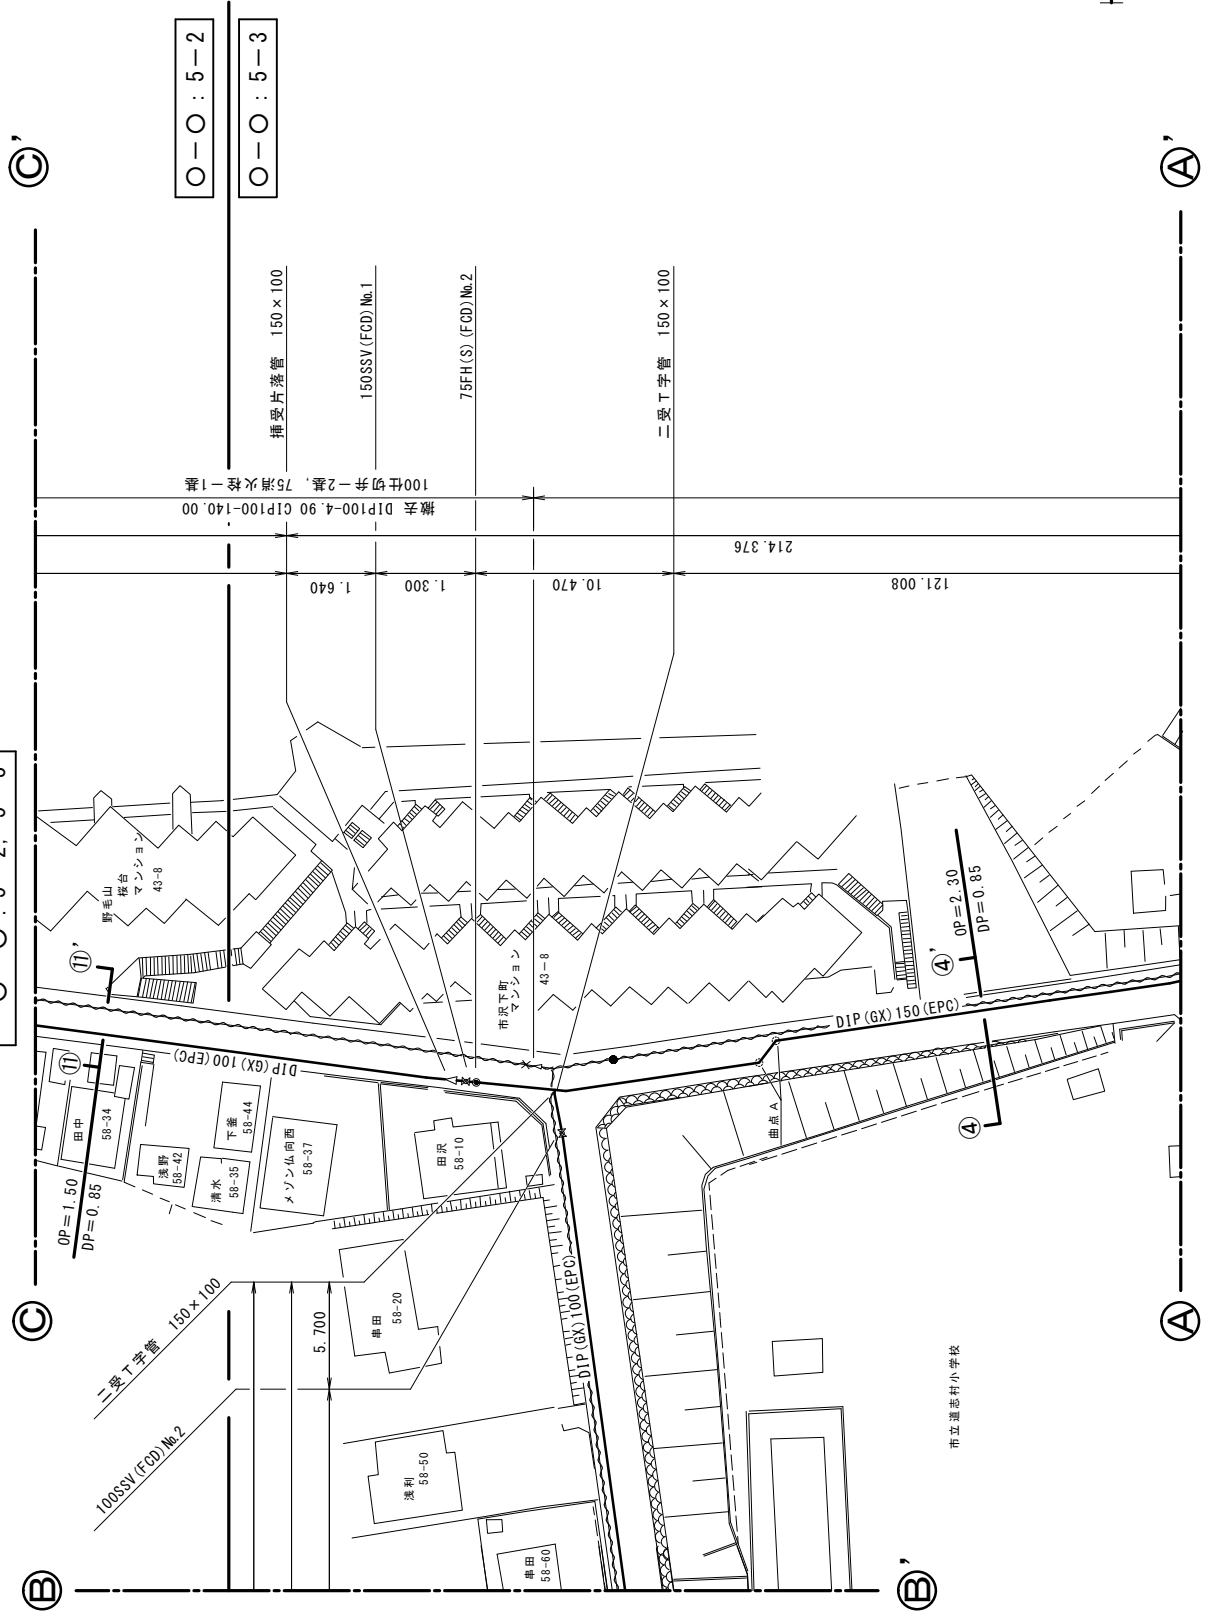 Ⓒ'
○-○：5-2
○-○：5-3
挿受片落管 150×100
150SSV(FCD)No.1
75FH(S)(FCD)No.2
二受T字管 150×100
撤去 DIP100-4.90 CIP100-140.00
100仕切弁-2基, 75消火栓-1基
1.640
1.300
10.470
121.008
214.376
Ⓐ'
野毛山
桜台
マンション
43-8
市沢下町
マンション
43-8
⑪'
⑪
OP=1.50
DP=0.85
DIP(GX)100(EPC)
DIP(GX)150(EPC)
④'
④
OP=2.30
DP=0.85
曲点 A
田中
58-34
浅野
58-42
下釜
58-44
清水
58-35
メゾン仏向西
58-37
田沢
58-10
串田
58-20
浅利
58-50
串田
58-60
DIP(GX)100(EPC)
二受T字管 150×100
100SSV(FCD)No.2
5.700
市立道志村小学校
Ⓒ
Ⓐ
Ⓑ
Ⓑ'